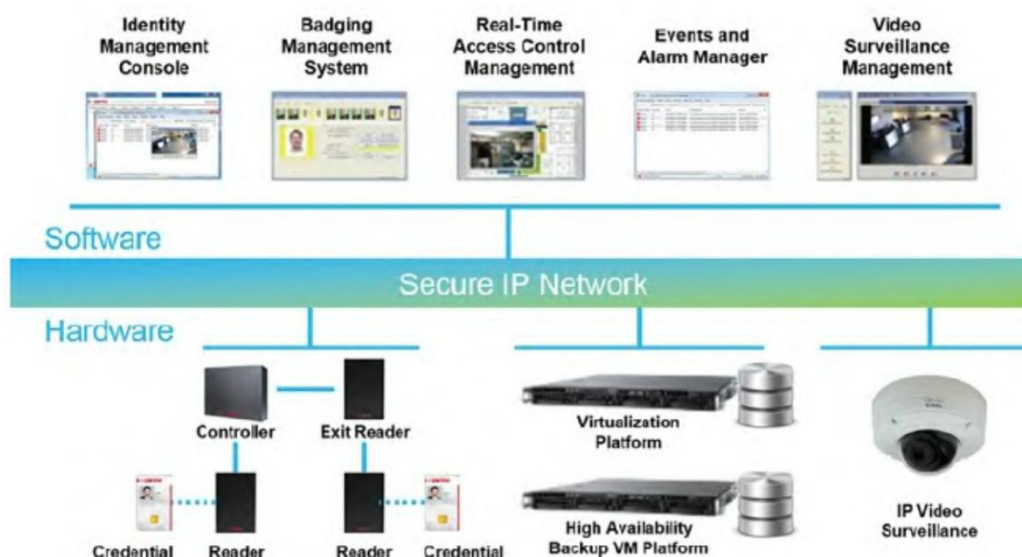 Identity
Management
Console
Badging
Management
System
Real-Time
Access Control
Management
Events and
Alarm Manager
Video
Surveillance
Management
Software
Secure IP Network
Hardware
Controller
Exit Reader
Virtualization
Platform
Credential
Reader
Reader
Credential
High Availability
Backup VM Platform
IP Video
Surveillance